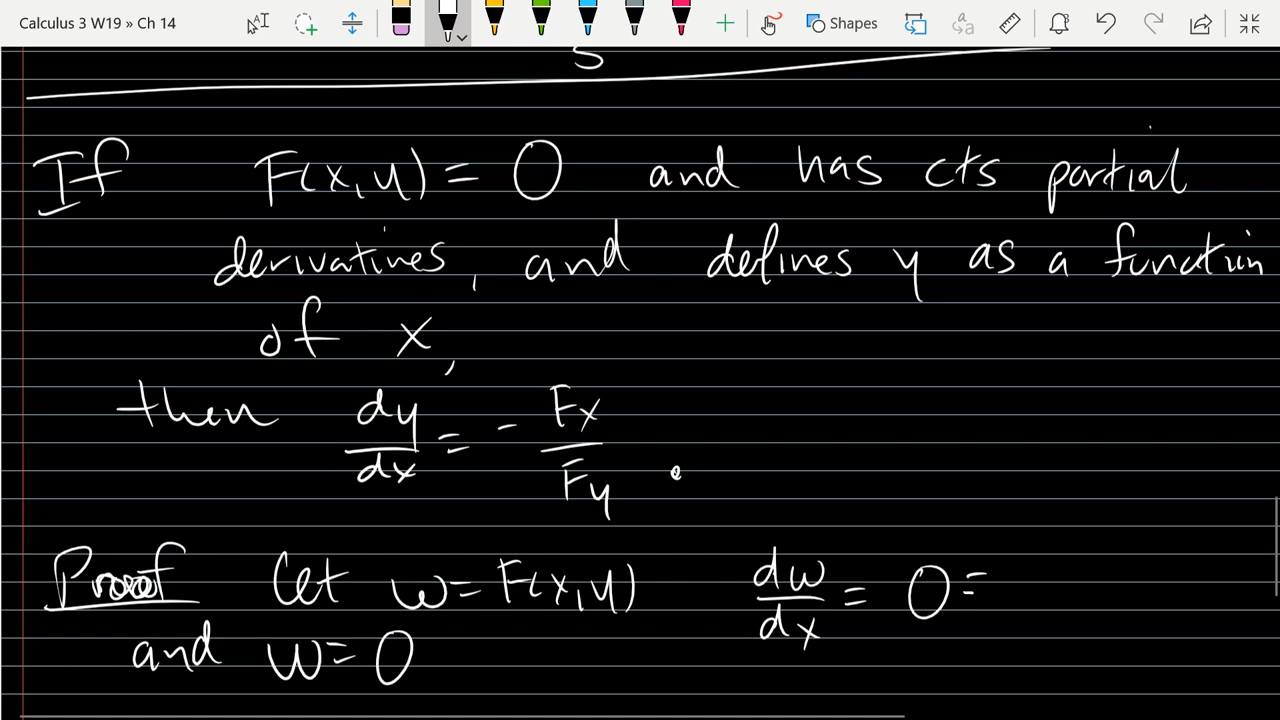 Calculus 3 W19 » Ch 14
Shapes
If F(x,y) = 0 and has cts partial
derivatives, and defines y as a function
of x,
then dy/dx = - Fx/Fy .
Proof Let w = F(x,y) dw/dx = 0 =
and w = 0